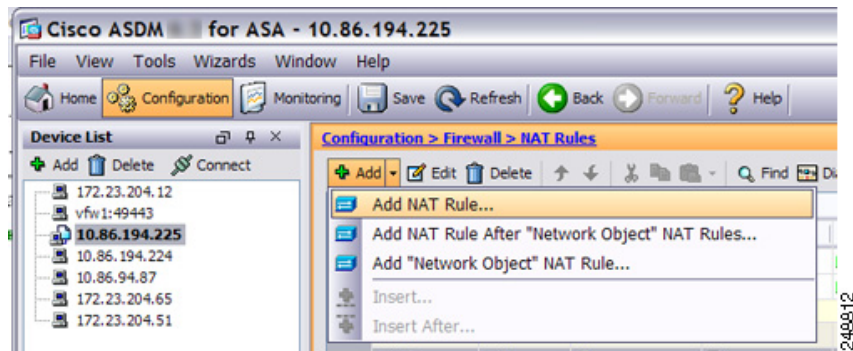 Cisco ASDM for ASA - 10.86.194.225
File View Tools Wizards Window Help
Home Configuration Monitoring Save Refresh Back Forward Help
Device List
Add Delete Connect
172.23.204.12
vfw1:49443
10.86.194.225
10.86.194.224
10.86.94.87
172.23.204.65
172.23.204.51
Configuration > Firewall > NAT Rules
Add Edit Delete Find Di
Add NAT Rule...
Add NAT Rule After "Network Object" NAT Rules...
Add "Network Object" NAT Rule...
Insert...
Insert After...
248812